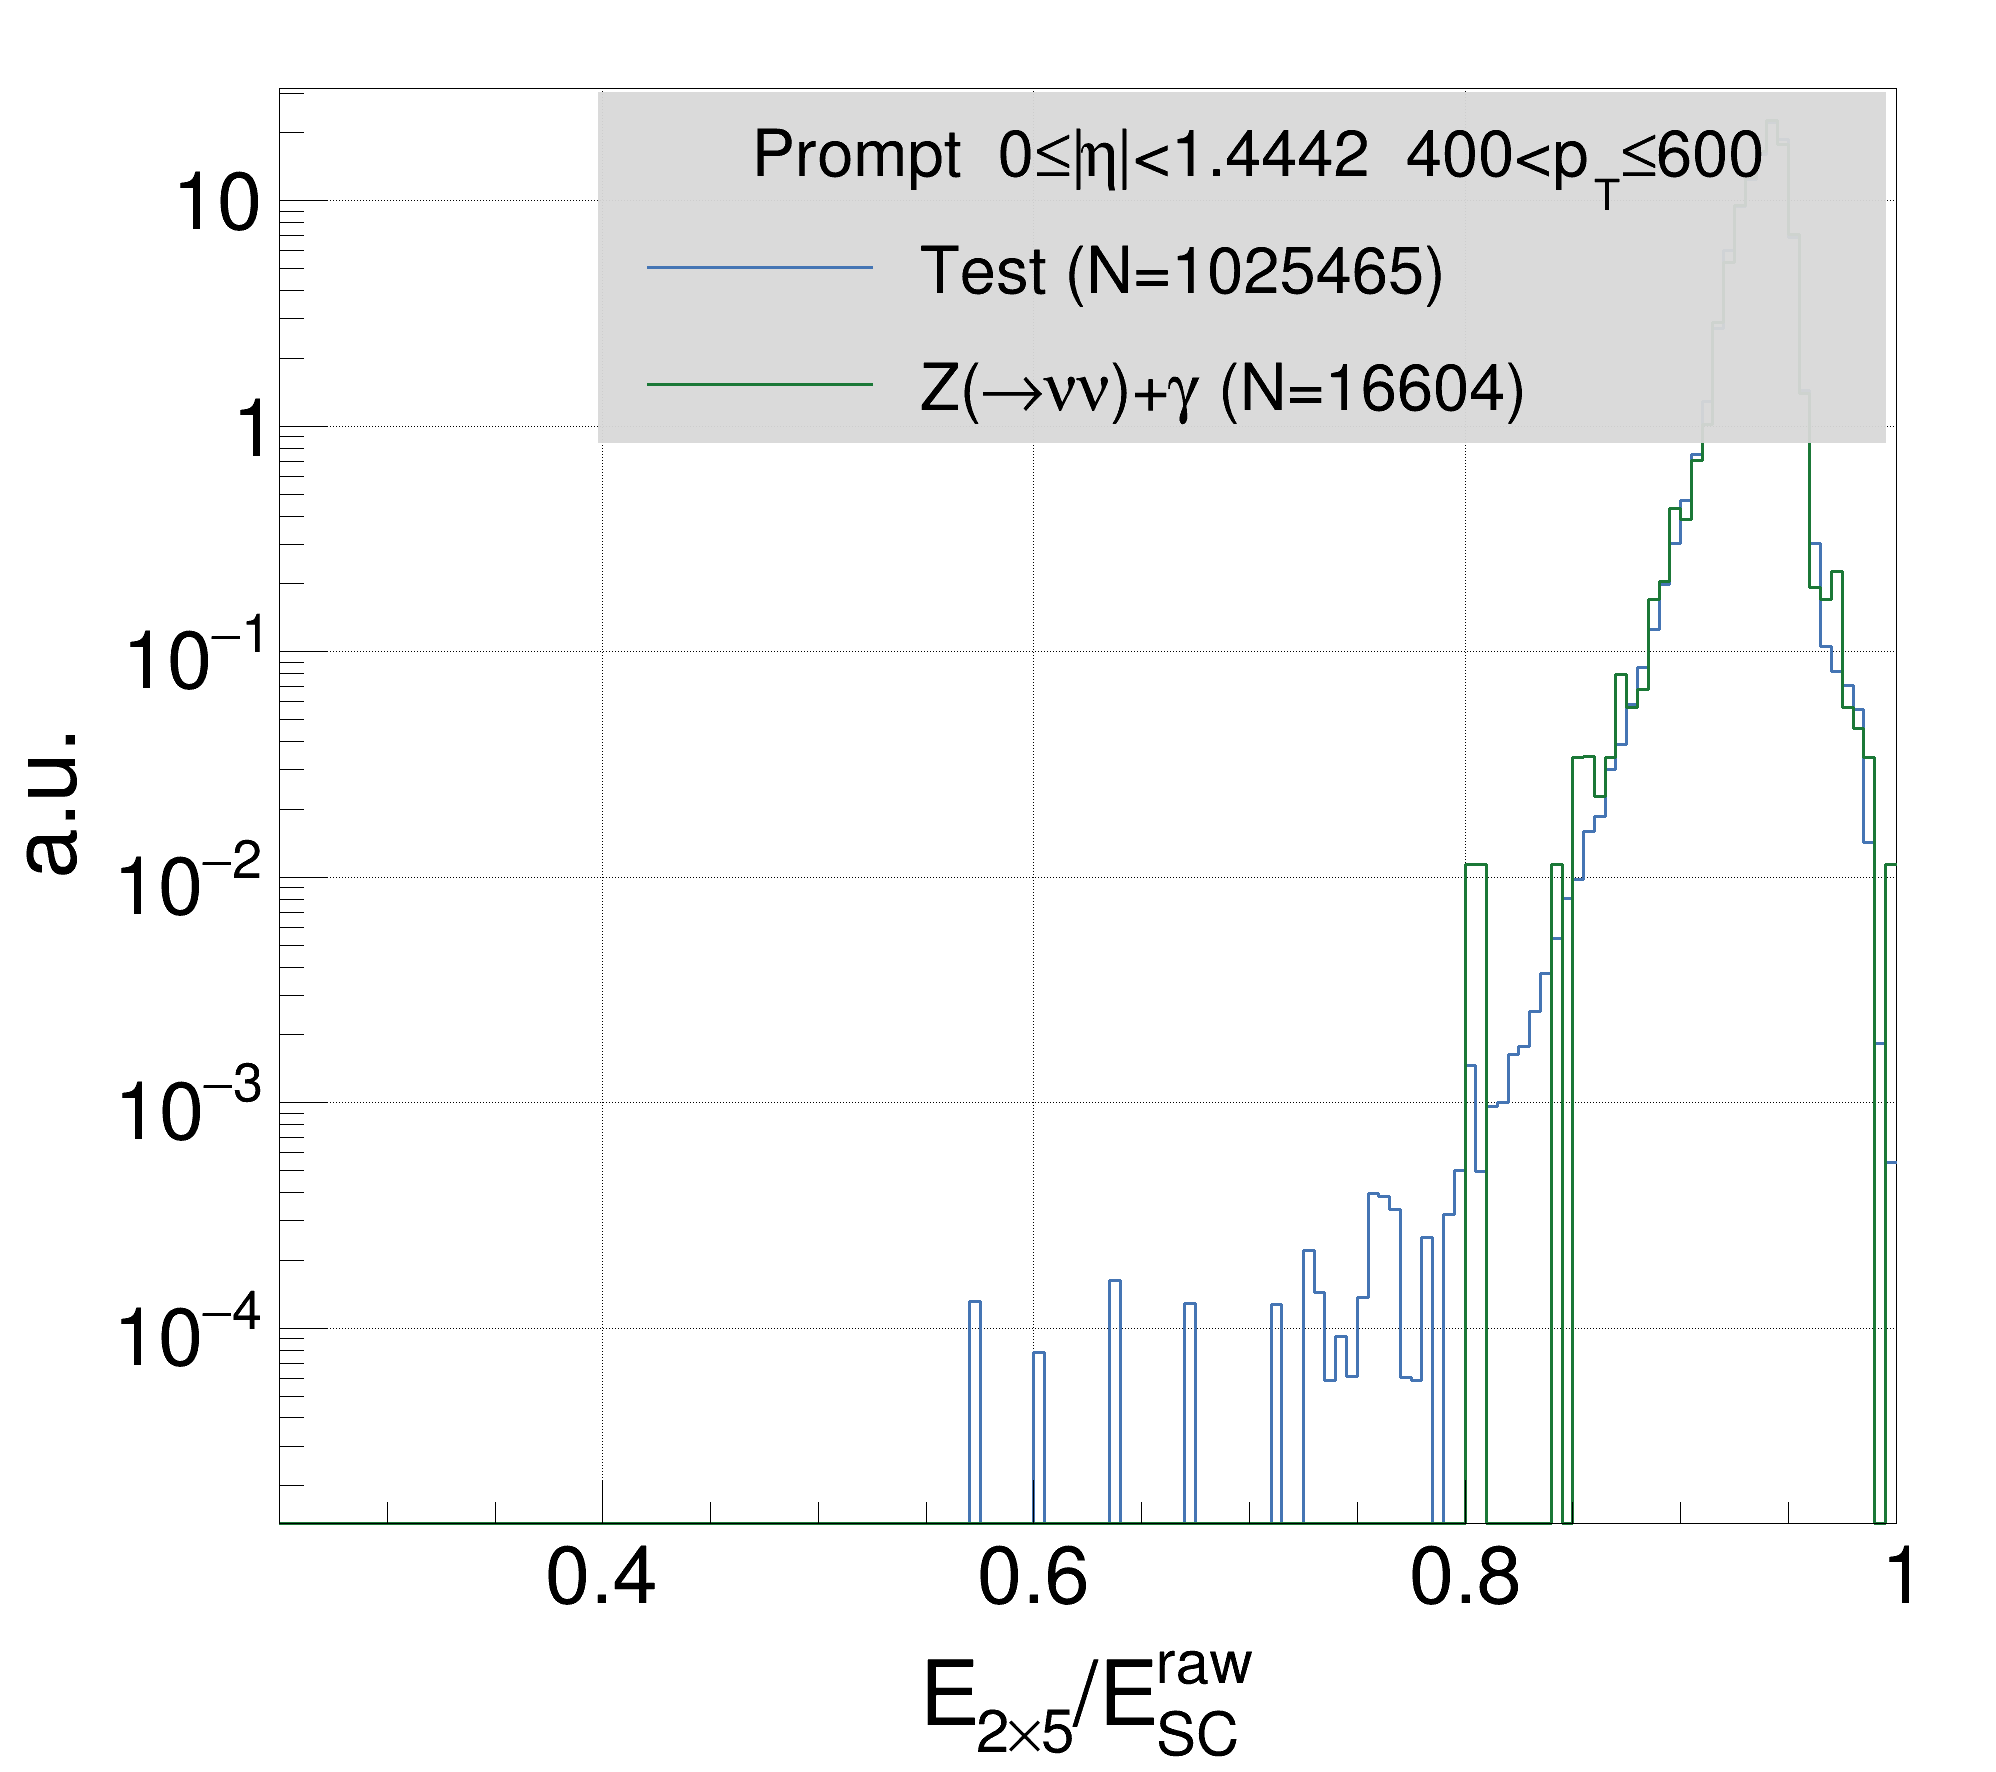 Prompt 0≤|η|<1.4442 400<p_T≤600
Test (N=1025465)
Z(→νν)+γ (N=16604)
10
1
10⁻¹
10⁻²
10⁻³
10⁻⁴
a.u.
0.4 0.6 0.8 1
E_2×5/E_SC^raw